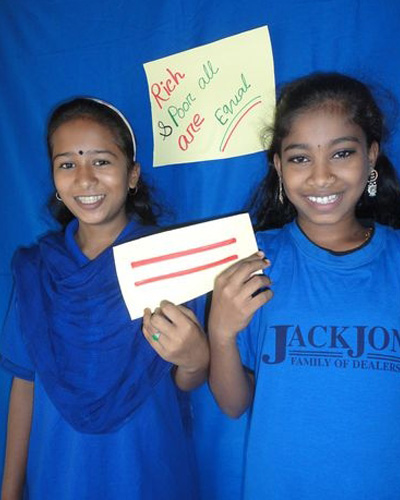 Rich
& Poor all
are Equal
JACKJON
FAMILY OF DEALERS